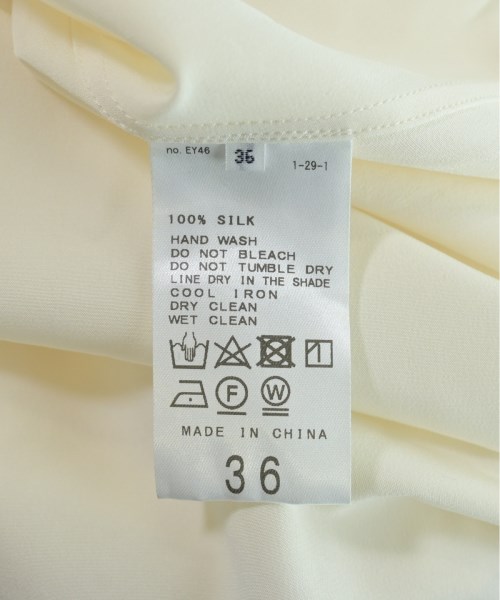 no. EY46
36
1-29-1
100% SILK
HAND WASH
DO NOT BLEACH
DO NOT TUMBLE DRY
LINE DRY IN THE SHADE
COOL IRON
DRY CLEAN
WET CLEAN
F W
MADE IN CHINA
36